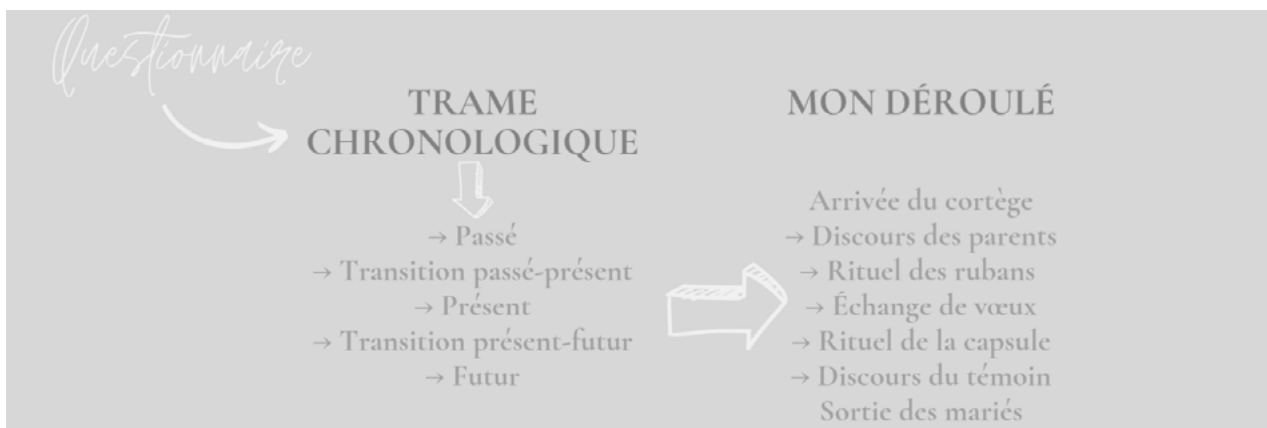 Questionnaire
TRAME
CHRONOLOGIQUE
→ Passé
→ Transition passé-présent
→ Présent
→ Transition présent-futur
→ Futur
MON DÉROULÉ
Arrivée du cortège
→ Discours des parents
→ Rituel des rubans
→ Échange de vœux
→ Rituel de la capsule
→ Discours du témoin
Sortie des mariés